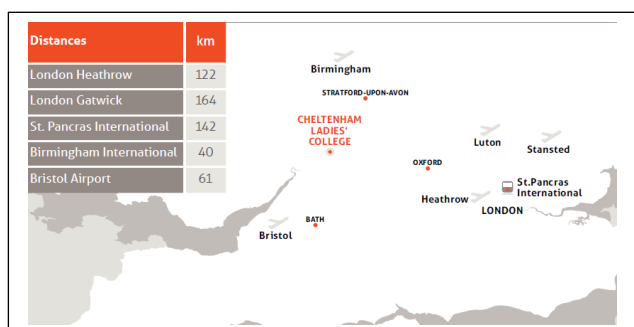 Distances km
London Heathrow 122
London Gatwick 164
St. Pancras International 142
Birmingham International 40
Bristol Airport 61
Birmingham
STRATFORD-UPON-AVON
CHELTENHAM
LADIES'
COLLEGE
Luton
Stansted
OXFORD
St.Pancras
International
Heathrow
LONDON
BATH
Bristol